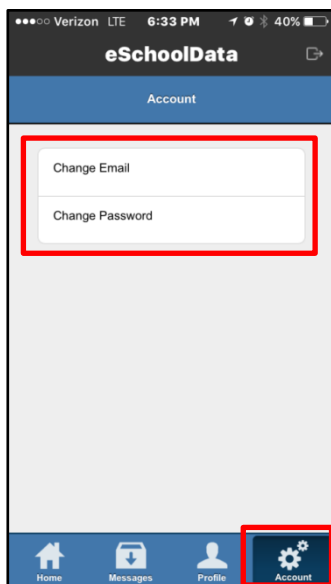 Verizon LTE 6:33 PM 40%
eSchoolData
Account
Change Email
Change Password
Home Messages Profile Account